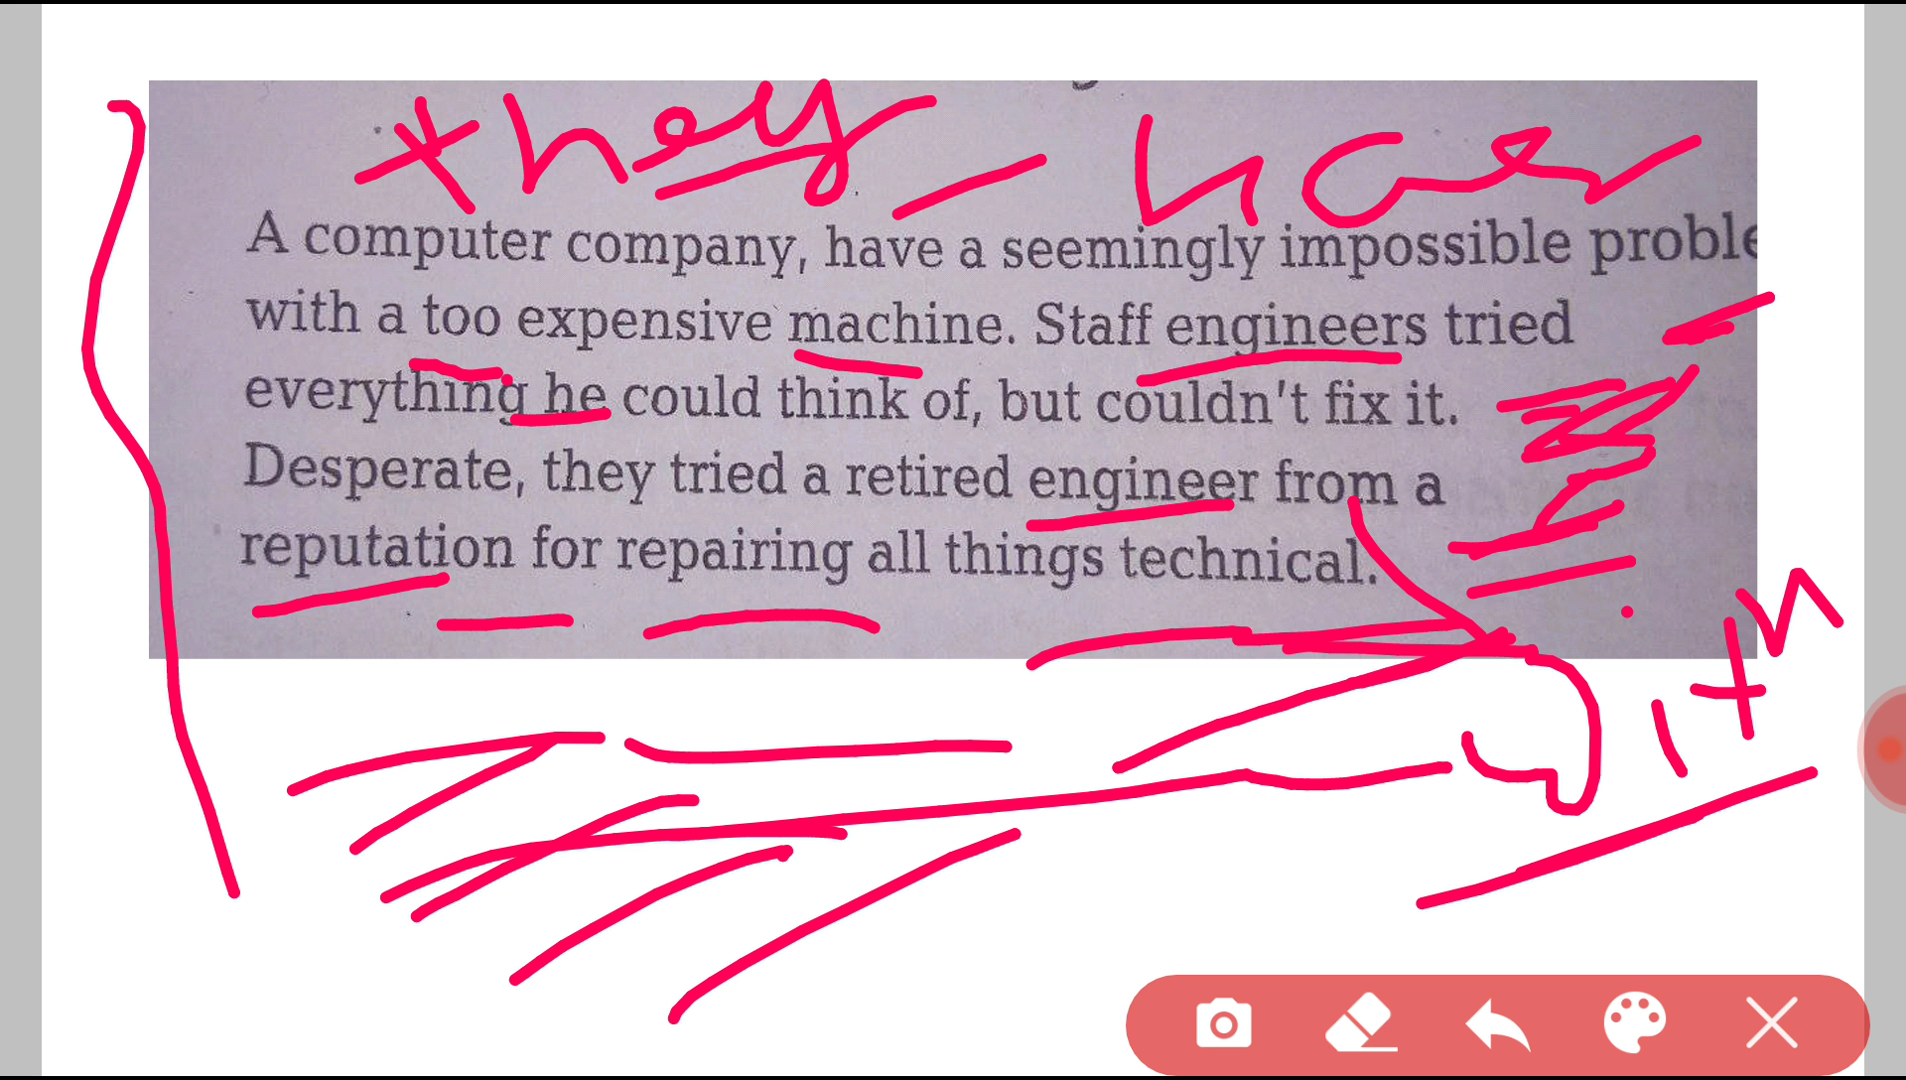 they has
A computer company, have a seemingly impossible proble
with a too expensive machine. Staff engineers tried
everything he could think of, but couldn't fix it.
Desperate, they tried a retired engineer from a
reputation for repairing all things technical.